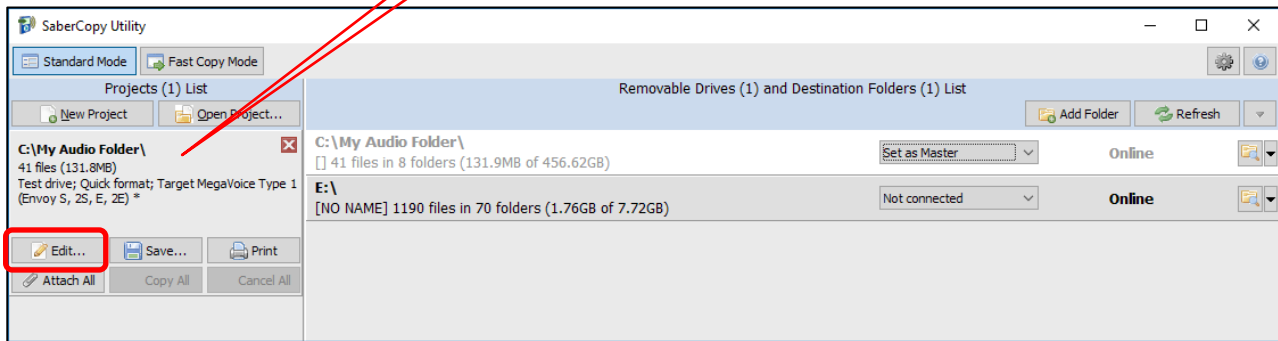 SaberCopy Utility
Standard Mode Fast Copy Mode
Projects (1) List
Removable Drives (1) and Destination Folders (1) List
New Project Open Project...
Add Folder Refresh
C:\My Audio Folder\
41 files (131.8MB)
Test drive; Quick format; Target MegaVoice Type 1
(Envoy S, 2S, E, 2E) *
C:\My Audio Folder\
[] 41 files in 8 folders (131.9MB of 456.62GB)
Set as Master
Online
E:\
[NO NAME] 1190 files in 70 folders (1.76GB of 7.72GB)
Not connected
Online
Edit... Save... Print
Attach All Copy All Cancel All